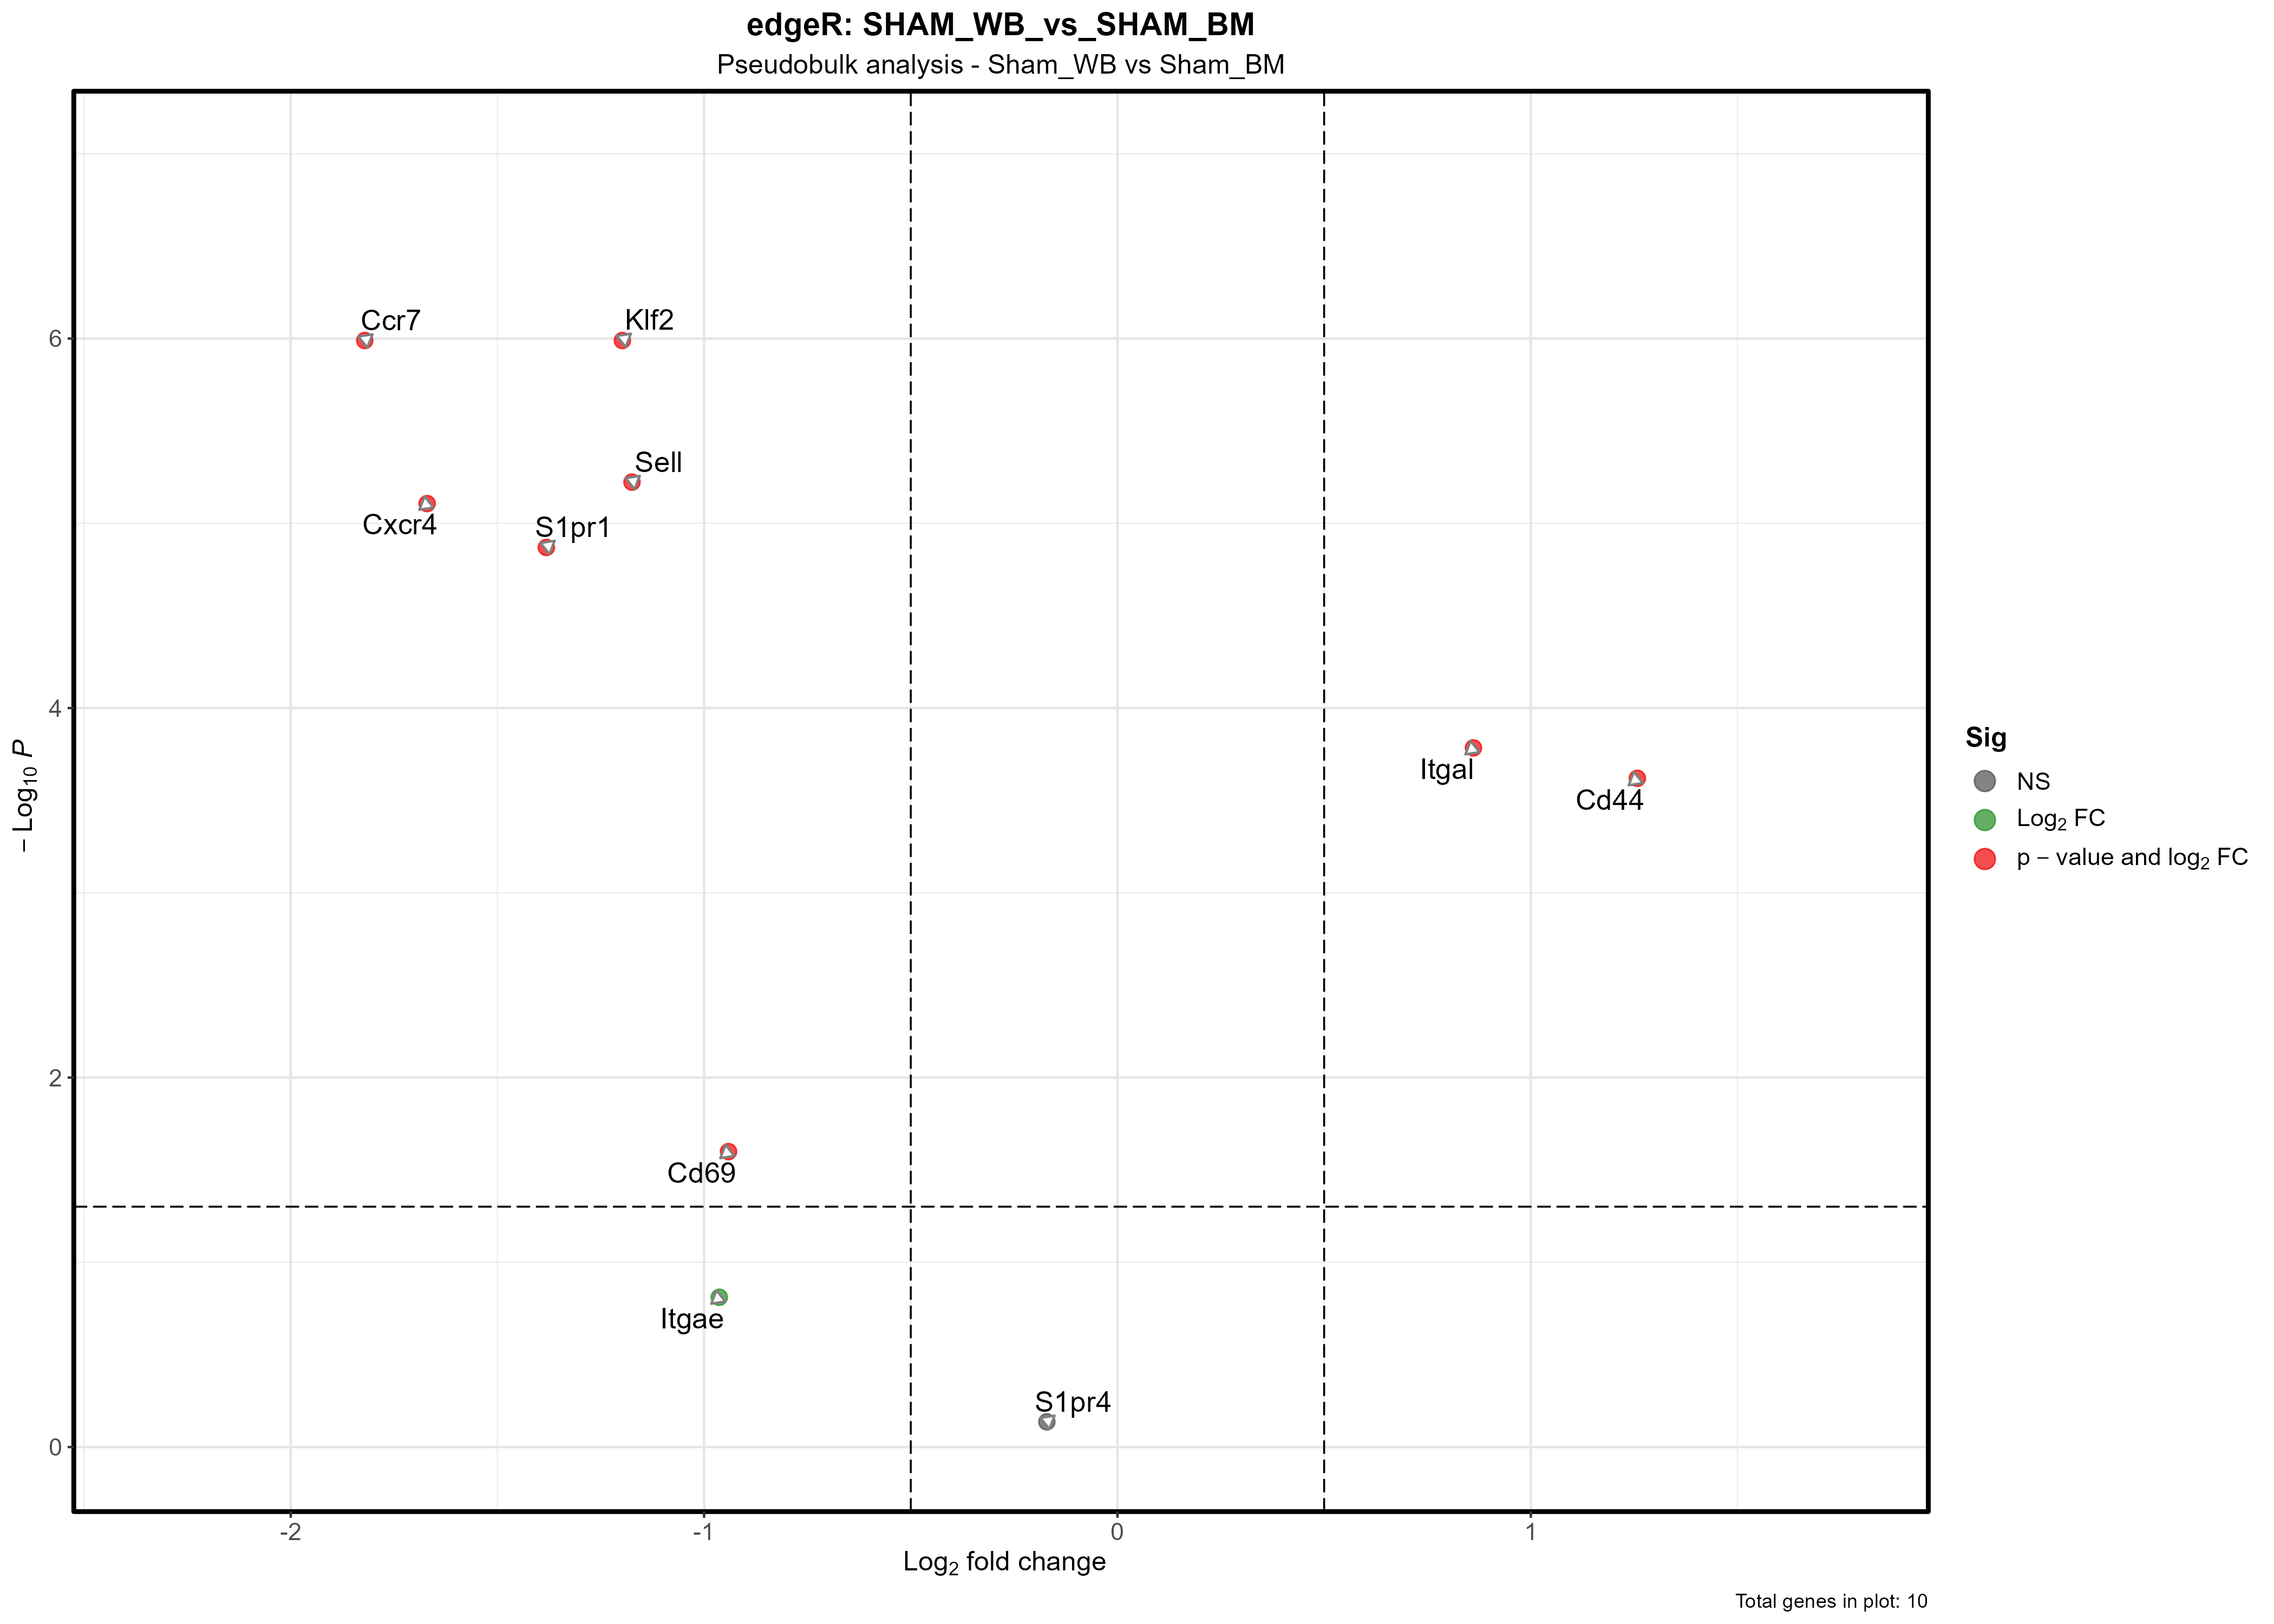 edgeR: SHAM_WB_vs_SHAM_BM
Pseudobulk analysis - Sham_WB vs Sham_BM
Ccr7
Klf2
6
Sell
Cxcr4
S1pr1
4
Itgal
Cd44
− Log10 P
Sig
NS
Log2 FC
p − value and log2 FC
2
Cd69
Itgae
S1pr4
0
-2
-1
0
1
Log2 fold change
Total genes in plot: 10